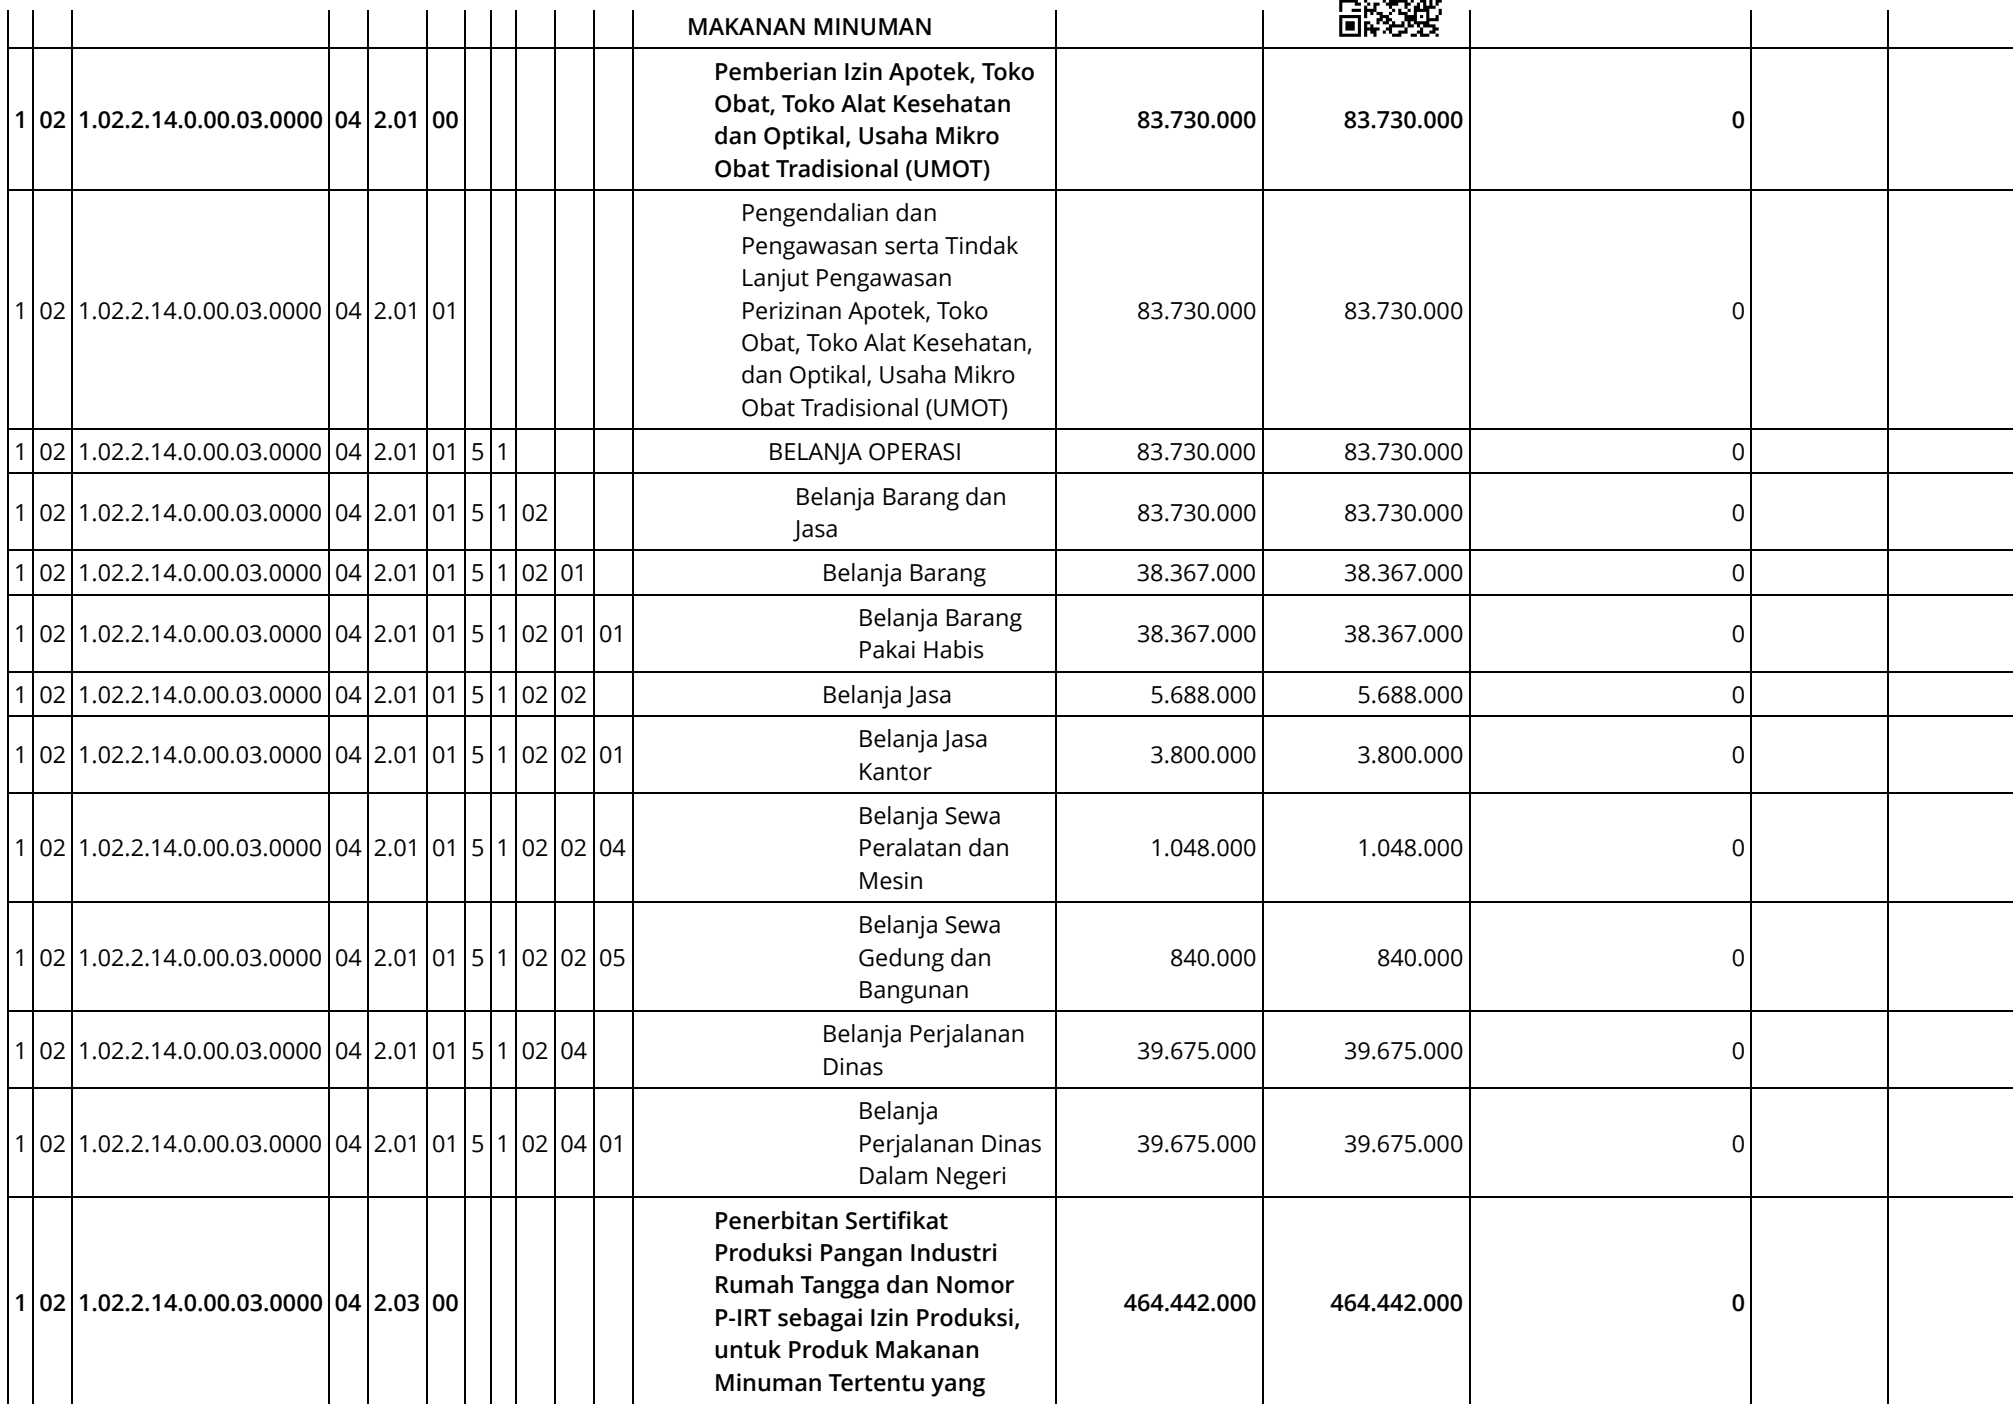 MAKANAN MINUMAN
Pemberian Izin Apotek, Toko
Obat, Toko Alat Kesehatan
1 02 1.02.2.14.0.00.03.0000 04 2.01 00 dan Optikal, Usaha Mikro 83.730.000 83.730.000 0
Obat Tradisional (UMOT)
Pengendalian dan
Pengawasan serta Tindak
Lanjut Pengawasan
1 02 1.02.2.14.0.00.03.0000 04 2.01 01 Perizinan Apotek, Toko 83.730.000 83.730.000 0
Obat, Toko Alat Kesehatan,
dan Optikal, Usaha Mikro
Obat Tradisional (UMOT)
1 02 1.02.2.14.0.00.03.0000 04 2.01 01 5 1 BELANJA OPERASI 83.730.000 83.730.000 0
1 02 1.02.2.14.0.00.03.0000 04 2.01 01 5 1 02 Belanja Barang dan 83.730.000 83.730.000 0
Jasa
1 02 1.02.2.14.0.00.03.0000 04 2.01 01 5 1 02 01 Belanja Barang 38.367.000 38.367.000 0
1 02 1.02.2.14.0.00.03.0000 04 2.01 01 5 1 02 01 01 Belanja Barang 38.367.000 38.367.000 0
Pakai Habis
1 02 1.02.2.14.0.00.03.0000 04 2.01 01 5 1 02 02 Belanja Jasa 5.688.000 5.688.000 0
1 02 1.02.2.14.0.00.03.0000 04 2.01 01 5 1 02 02 01 Belanja Jasa 3.800.000 3.800.000 0
Kantor
Belanja Sewa
1 02 1.02.2.14.0.00.03.0000 04 2.01 01 5 1 02 02 04 Peralatan dan 1.048.000 1.048.000 0
Mesin
Belanja Sewa
1 02 1.02.2.14.0.00.03.0000 04 2.01 01 5 1 02 02 05 Gedung dan 840.000 840.000 0
Bangunan
1 02 1.02.2.14.0.00.03.0000 04 2.01 01 5 1 02 04 Belanja Perjalanan 39.675.000 39.675.000 0
Dinas
Belanja
1 02 1.02.2.14.0.00.03.0000 04 2.01 01 5 1 02 04 01 Perjalanan Dinas 39.675.000 39.675.000 0
Dalam Negeri
Penerbitan Sertifikat
Produksi Pangan Industri
Rumah Tangga dan Nomor
1 02 1.02.2.14.0.00.03.0000 04 2.03 00 P-IRT sebagai Izin Produksi, 464.442.000 464.442.000 0
untuk Produk Makanan
Minuman Tertentu yang